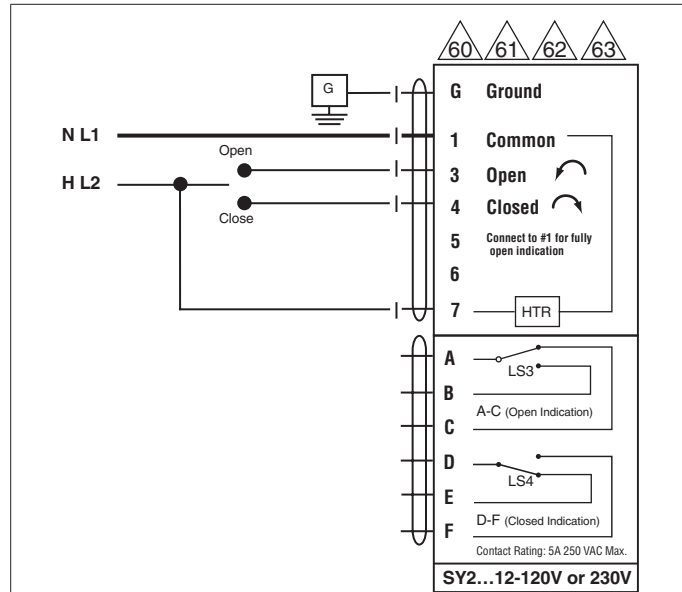 60 61 62 63
G
G Ground
N L1
1 Common
Open
3 Open
H L2
4 Closed
Close
5 Connect to #1 for fully
open indication
6
7 HTR
A
LS3
B
A-C (Open Indication)
C
D
LS4
E
D-F (Closed Indication)
F
Contact Rating: 5A 250 VAC Max.
SY2...12-120V or 230V